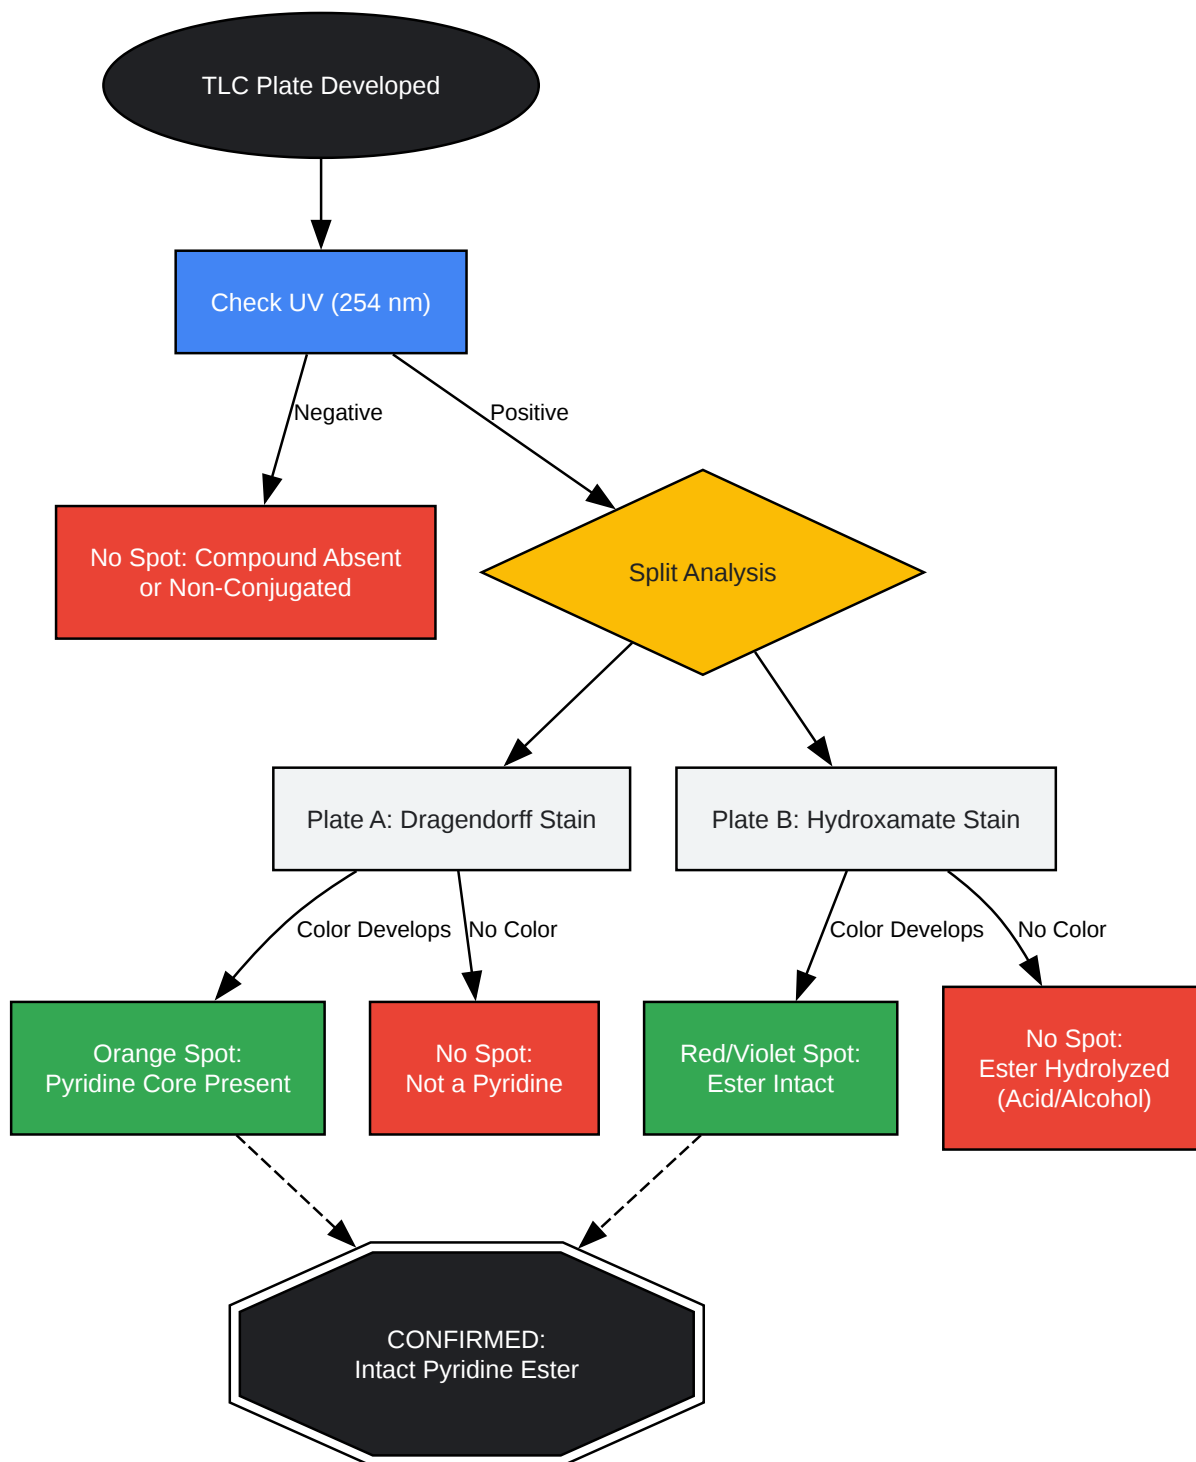 TLC Plate Developed
Check UV (254 nm)
Negative
Positive
No Spot: Compound Absent
or Non-Conjugated
Split Analysis
Plate A: Dragendorff Stain
Plate B: Hydroxamate Stain
Color Develops
No Color
Color Develops
No Color
Orange Spot:
Pyridine Core Present
No Spot:
Not a Pyridine
Red/Violet Spot:
Ester Intact
No Spot:
Ester Hydrolyzed
(Acid/Alcohol)
CONFIRMED:
Intact Pyridine Ester